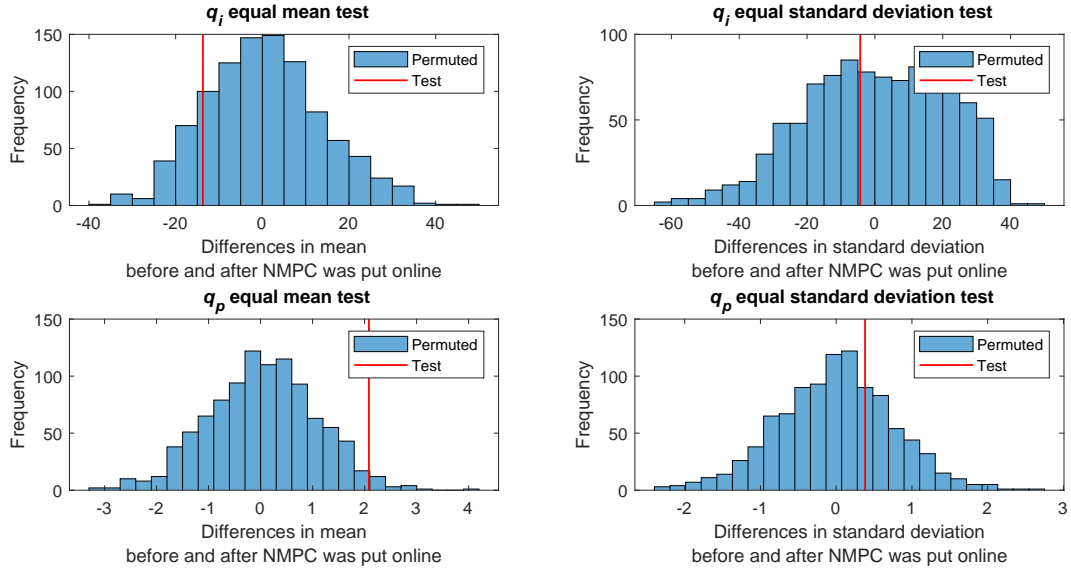 q_i equal mean test
150
100
50
0
Frequency
-40
-20
0
20
40
Permuted
Test
Differences in mean
before and after NMPC was put online
q_i equal standard deviation test
100
50
0
Frequency
-60
-40
-20
0
20
40
Permuted
Test
Differences in standard deviation
before and after NMPC was put online
q_p equal mean test
150
100
50
0
Frequency
-3
-2
-1
0
1
2
3
4
Permuted
Test
Differences in mean
before and after NMPC was put online
q_p equal standard deviation test
150
100
50
0
Frequency
-2
-1
0
1
2
3
Permuted
Test
Differences in standard deviation
before and after NMPC was put online